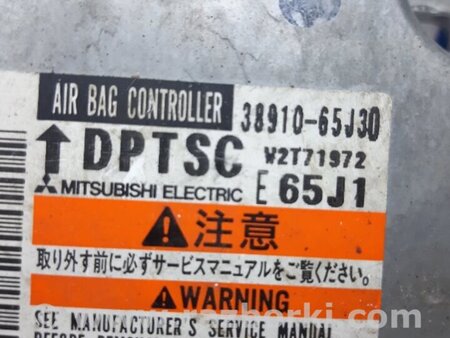 AIR BAG CONTROLLER 38910-65J30
DPTSC W2T71972
MITSUBISHI ELECTRIC E 65J1
注意
取り外す前に必ずサービスマニュアルをご覧ください。
WARNING
SEE MANUFACTURER'S SERVICE MANUAL
BEFORE